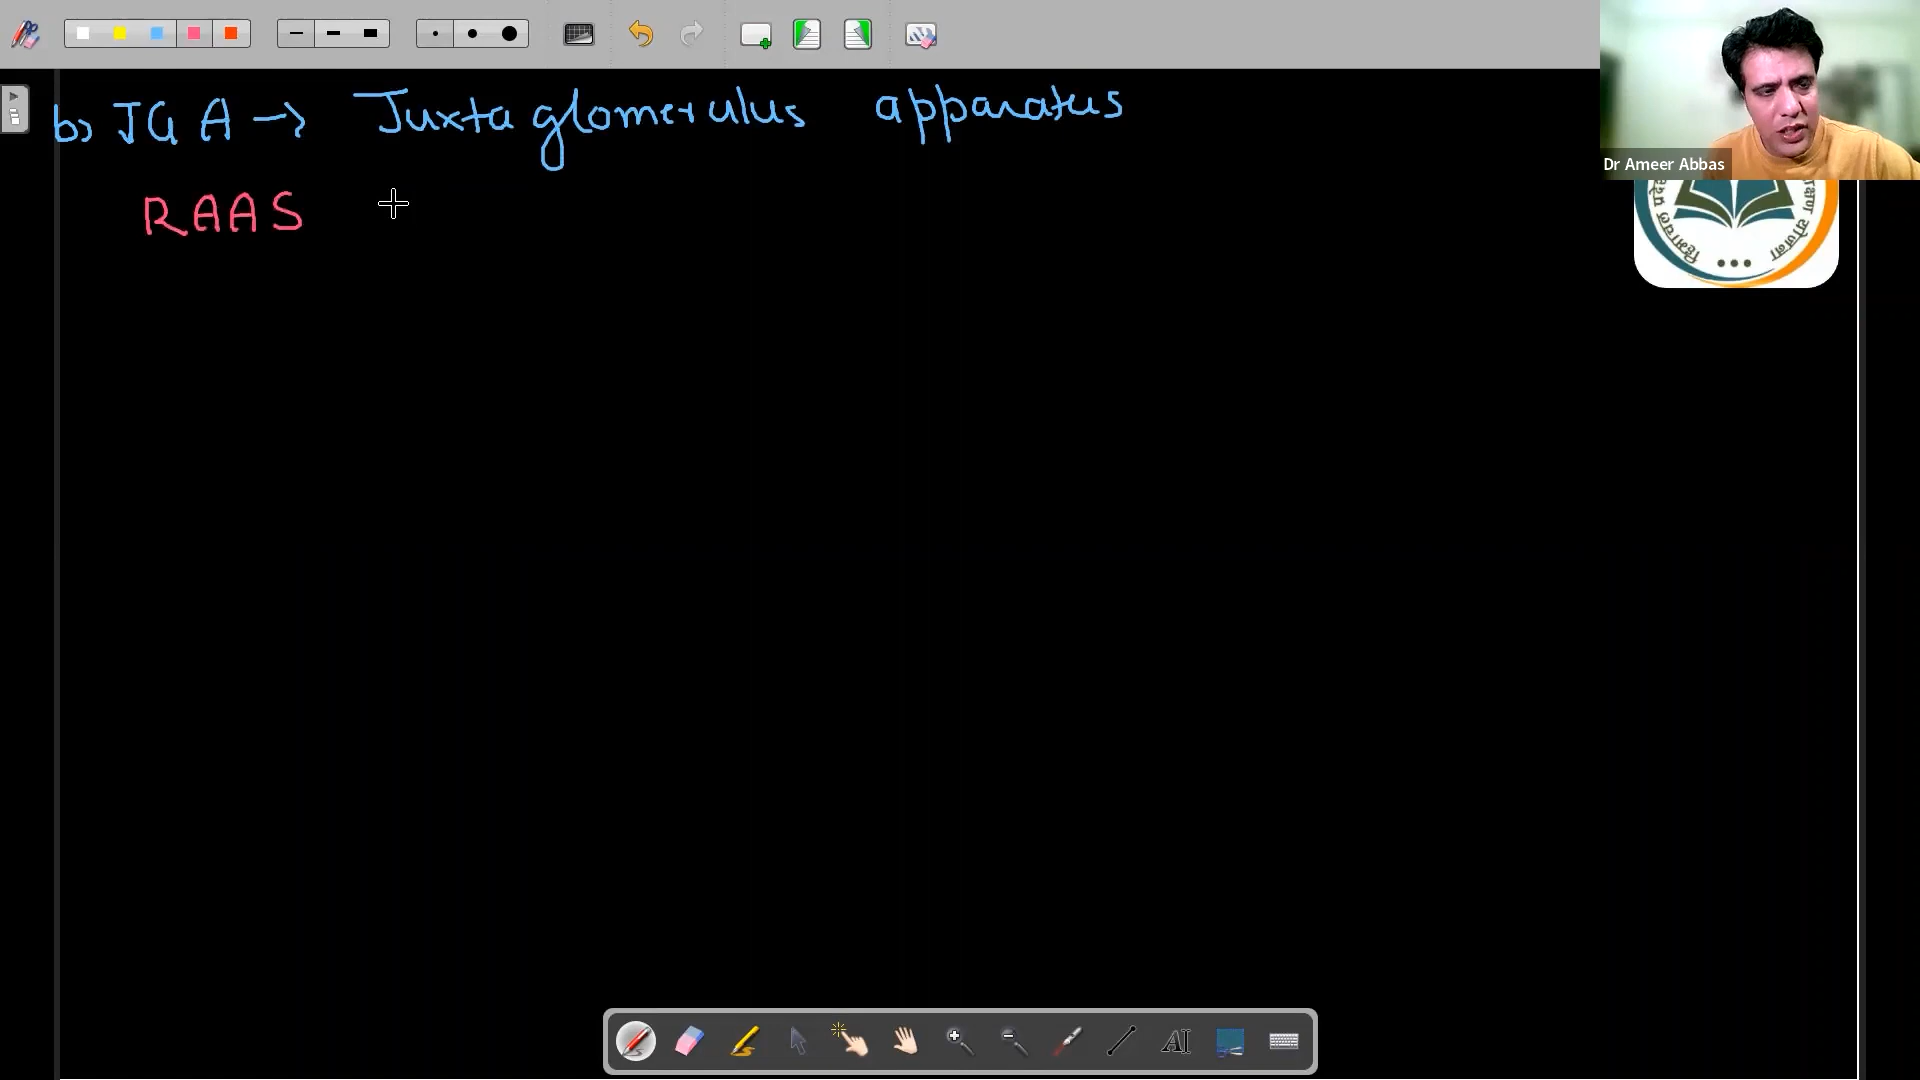 b) JGA → Juxta glomerulus apparatus
RAAS
Dr Ameer Abbas